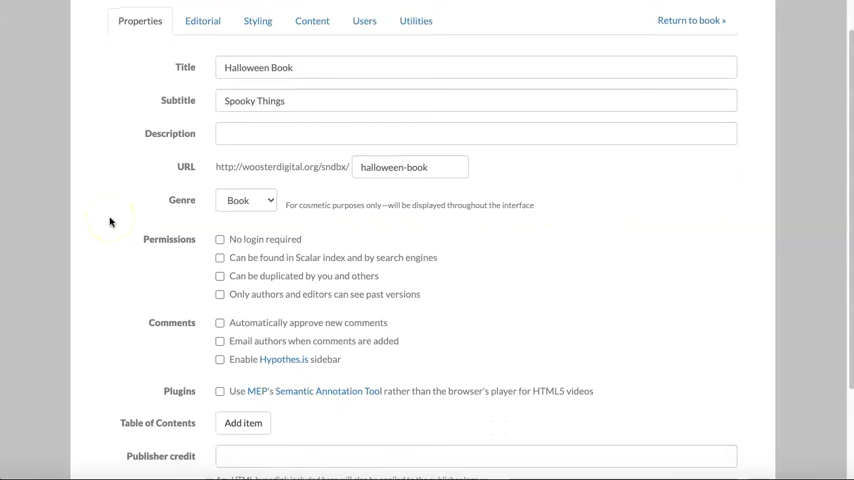 Properties Editorial Styling Content Users Utilities Return to book »
Title Halloween Book
Subtitle Spooky Things
Description
URL http://woosterdigital.org/sndbx/ halloween-book
Genre Book For cosmetic purposes only—will be displayed throughout the interface
Permissions No login required
Can be found in Scalar index and by search engines
Can be duplicated by you and others
Only authors and editors can see past versions
Comments Automatically approve new comments
Email authors when comments are added
Enable Hypothes.is sidebar
Plugins Use MEP's Semantic Annotation Tool rather than the browser's player for HTML5 videos
Table of Contents Add item
Publisher credit